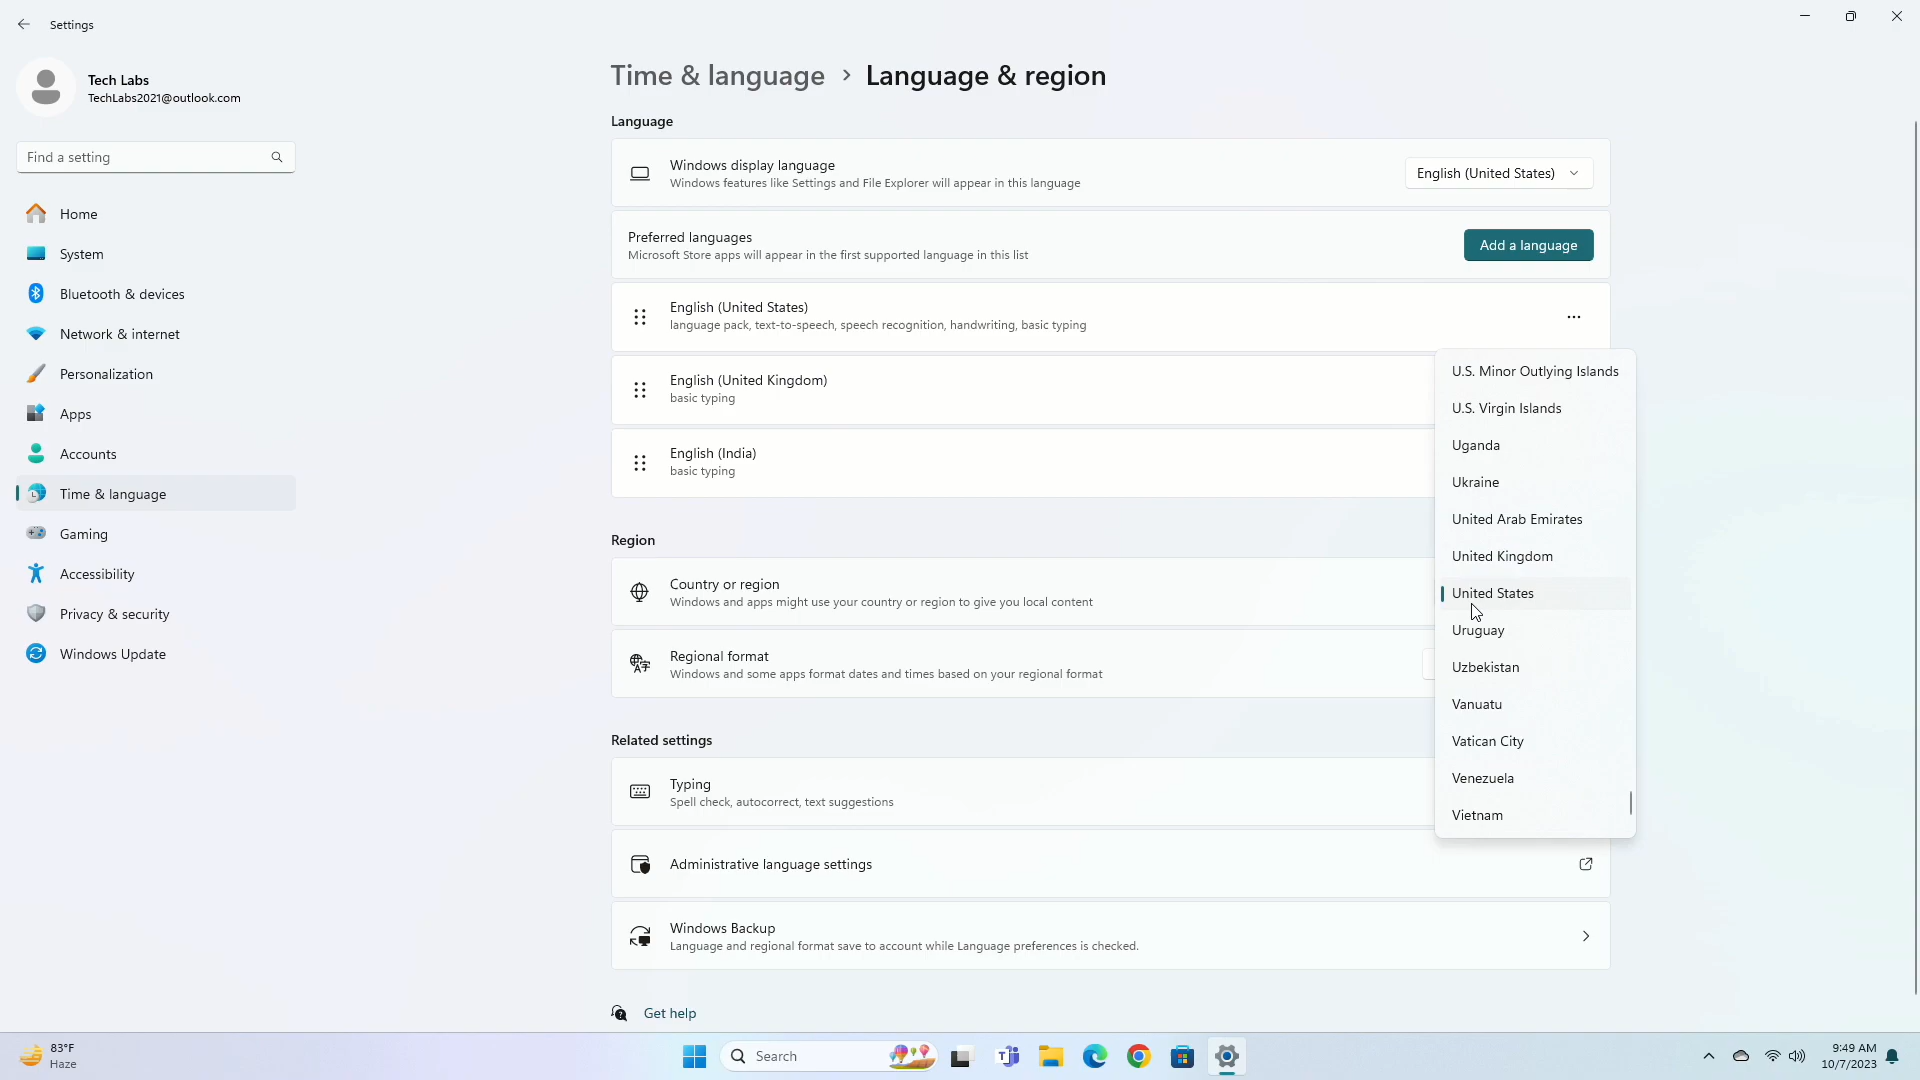 Settings
Tech Labs
TechLabs2021@outlook.com
Find a setting
Home
System
Bluetooth & devices
Network & internet
Personalization
Apps
Accounts
Time & language
Gaming
Accessibility
Privacy & security
Windows Update
Time & language > Language & region
Language
Windows display language
Windows features like Settings and File Explorer will appear in this language
English (United States)
Preferred languages
Microsoft Store apps will appear in the first supported language in this list
Add a language
English (United States)
language pack, text-to-speech, speech recognition, handwriting, basic typing
English (United Kingdom)
basic typing
English (India)
basic typing
Region
Country or region
Windows and apps might use your country or region to give you local content
Regional format
Windows and some apps format dates and times based on your regional format
U.S. Minor Outlying Islands
U.S. Virgin Islands
Uganda
Ukraine
United Arab Emirates
United Kingdom
United States
Uruguay
Uzbekistan
Vanuatu
Vatican City
Venezuela
Vietnam
Related settings
Typing
Spell check, autocorrect, text suggestions
Administrative language settings
Windows Backup
Language and regional format save to account while Language preferences is checked.
Get help
83°F
Haze
Search
9:49 AM
10/7/2023